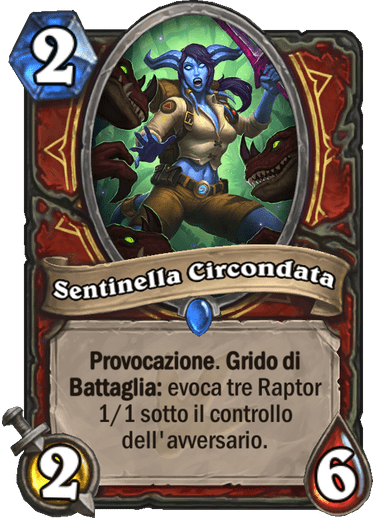 2
Sentinella Circondata
Provocazione. Grido di
Battaglia: evoca tre Raptor
1/1 sotto il controllo
dell'avversario.
2
6